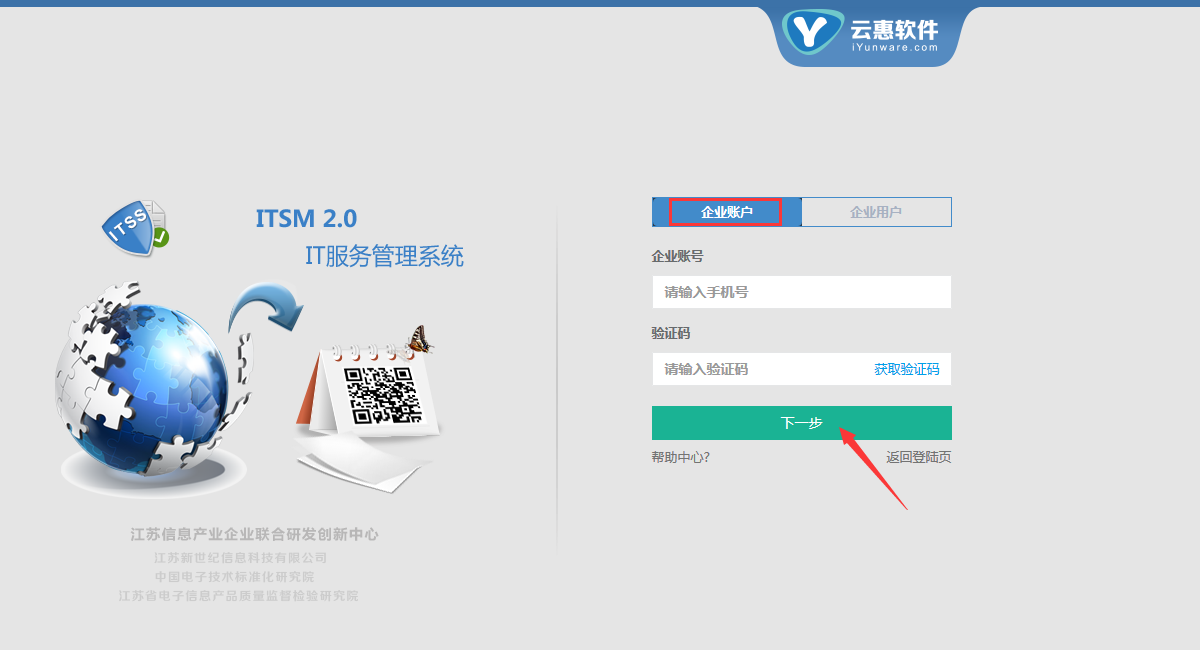 云惠软件
iYunware.com
ITSS
ITSM 2.0
IT服务管理系统
江苏信息产业企业联合研发创新中心
江苏新世纪信息科技有限公司
中国电子技术标准化研究院
江苏省电子信息产品质量监督检验研究院
企业账户
企业用户
企业账号
请输入手机号
验证码
请输入验证码
获取验证码
下一步
帮助中心?
返回登陆页